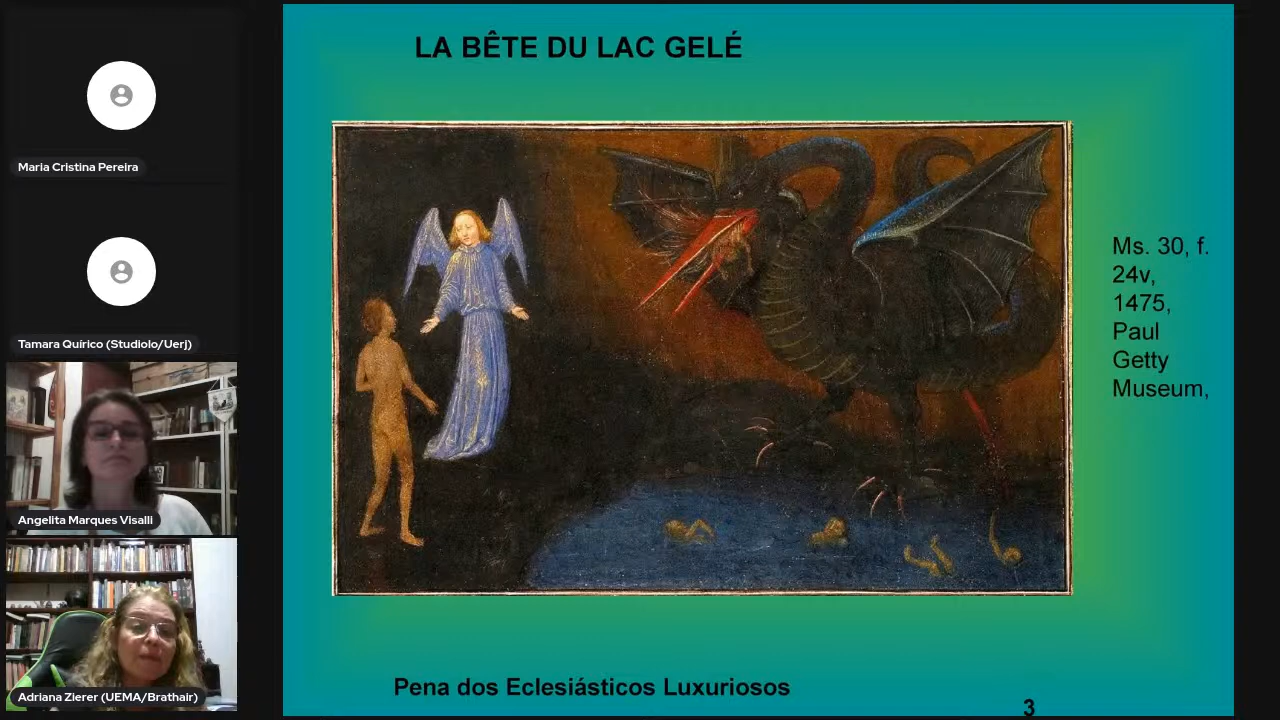 Maria Cristina Pereira
Tamara Quírico (Studiolo/Uerj)
Angelita Marques Visalli
Adriana Zierer (UEMA/Brathair)
LA BÊTE DU LAC GELÉ
Ms. 30, f.
24v,
1475,
Paul
Getty
Museum,
Pena dos Eclesiásticos Luxuriosos
3